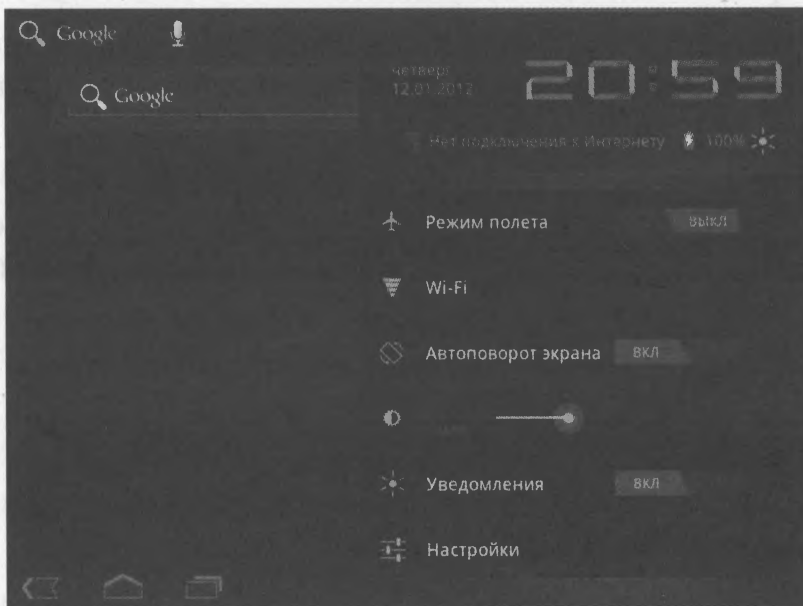 Google
Google
четверг
12.01.2012
20:59
Нет подключения к Интернету 100%
Режим полета ВЫКЛ
Wi-Fi
Автоповорот экрана ВКЛ
Уведомления ВКЛ
Настройки